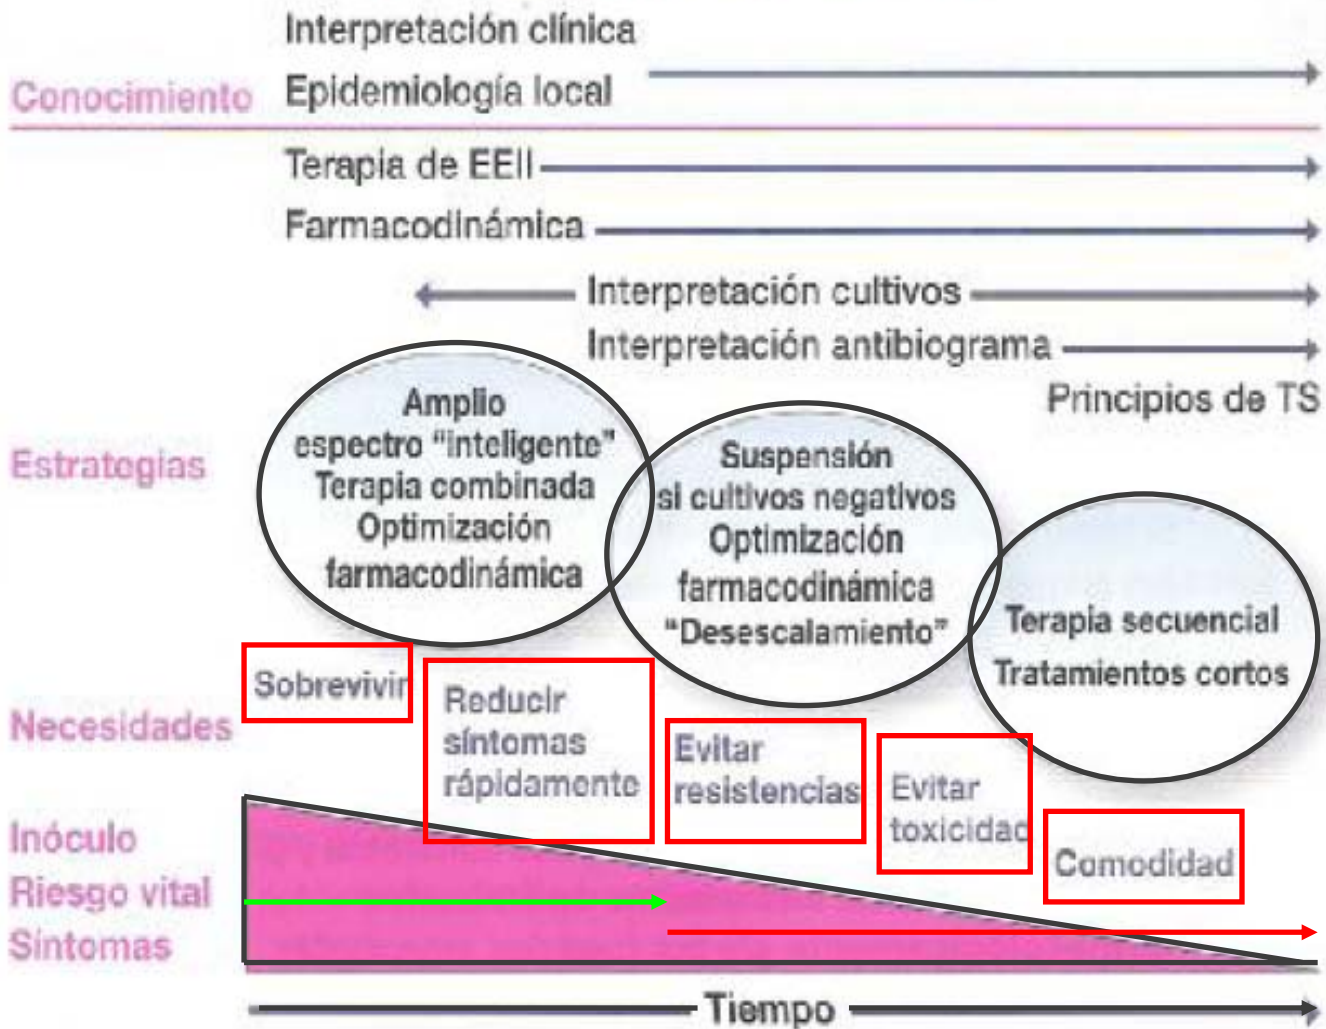 Interpretación clínica
Conocimiento
Epidemiología local
Terapia de EEII
Farmacodinámica
Interpretación cultivos
Interpretación antibiograma
Principios de TS
Estrategias
Amplio
espectro “inteligente”
Terapia combinada
Optimización
farmacodinámica
Suspensión
si cultivos negativos
Optimización
farmacodinámica
“Desescalamiento”
Terapia secuencial
Tratamientos cortos
Necesidades
Sobrevivir
Reducir
síntomas
rápidamente
Evitar
resistencias
Evitar
toxicidad
Comodidad
Inóculo
Riesgo vital
Síntomas
Tiempo